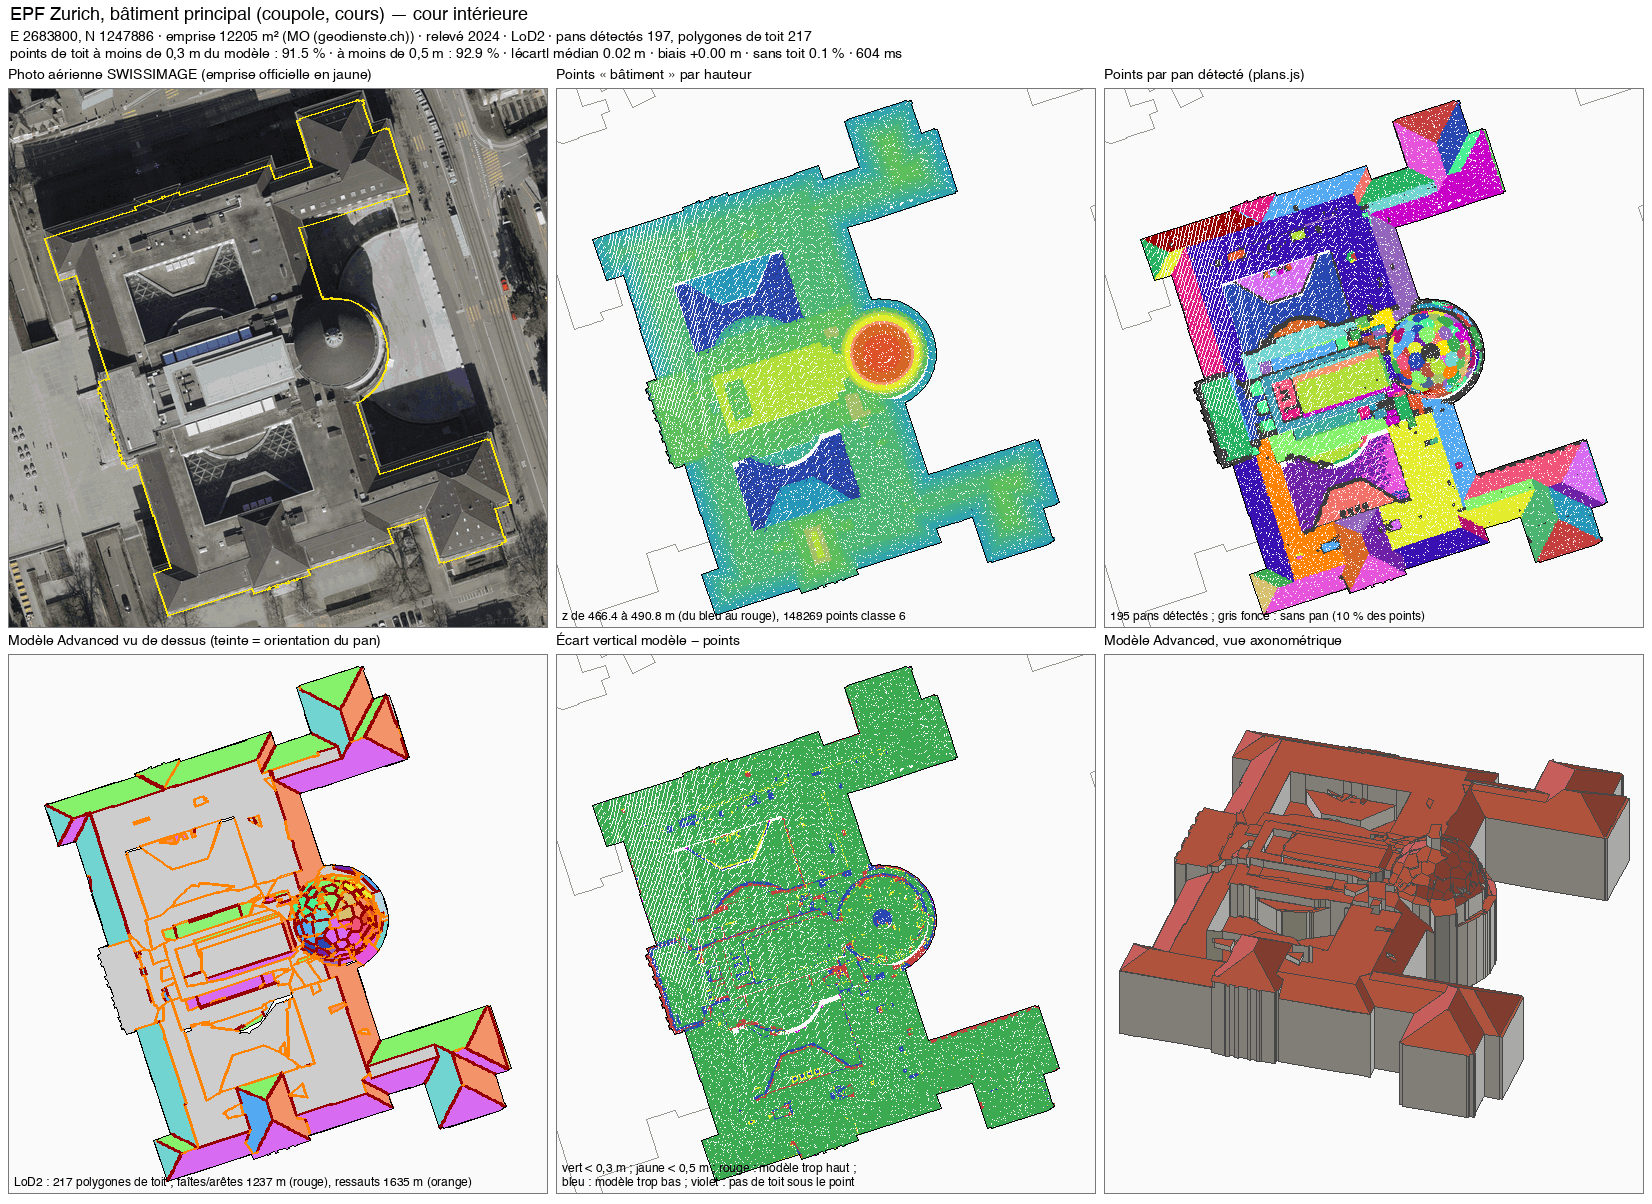 EPF Zurich, bâtiment principal (coupole, cours) — cour intérieure
E 2683800, N 1247886 · emprise 12205 m² (MO (geodienste.ch)) · relevé 2024 · LoD2 · pans détectés 197, polygones de toit 217
points de toit à moins de 0,3 m du modèle : 91.5 % · à moins de 0,5 m : 92.9 % · lécartl médian 0.02 m · biais +0.00 m · sans toit 0.1 % · 604 ms
Photo aérienne SWISSIMAGE (emprise officielle en jaune)
Points « bâtiment » par hauteur
Points par pan détecté (plans.js)
z de 466.4 à 490.8 m (du bleu au rouge), 148269 points classe 6
195 pans détectés ; gris foncé : sans pan (10 % des points)
Modèle Advanced vu de dessus (teinte = orientation du pan)
Écart vertical modèle – points
Modèle Advanced, vue axonométrique
LoD2 : 217 polygones de toit ; faîtes/arêtes 1237 m (rouge), ressauts 1635 m (orange)
vert < 0,3 m ; jaune < 0,5 m ; rouge : modèle trop haut ;
bleu : modèle trop bas ; violet : pas de toit sous le point